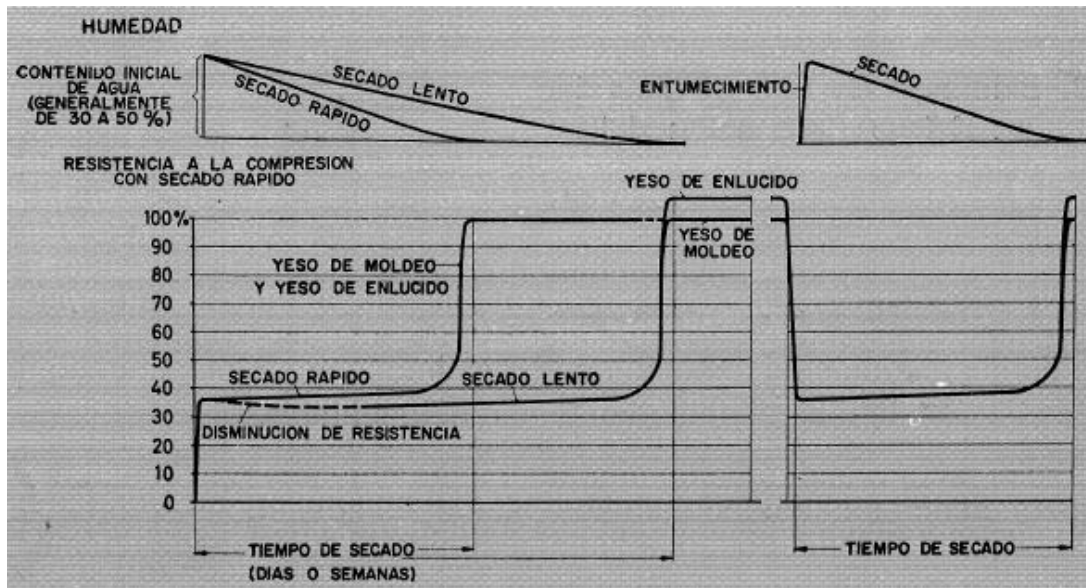 HUMEDAD
CONTENIDO INICIAL
DE AGUA
(GENERALMENTE
DE 30 A 50 %)
SECADO LENTO
SECADO RAPIDO
ENTUMECIMIENTO
SECADO
RESISTENCIA A LA COMPRESION
CON SECADO RAPIDO
YESO DE ENLUCIDO
100%
90
80
70
60
50
40
30
20
10
0
YESO DE
MOLDEO
YESO DE MOLDEO
Y YESO DE ENLUCIDO
SECADO RAPIDO
SECADO LENTO
DISMINUCION DE RESISTENCIA
TIEMPO DE SECADO
(DIAS O SEMANAS)
TIEMPO DE SECADO